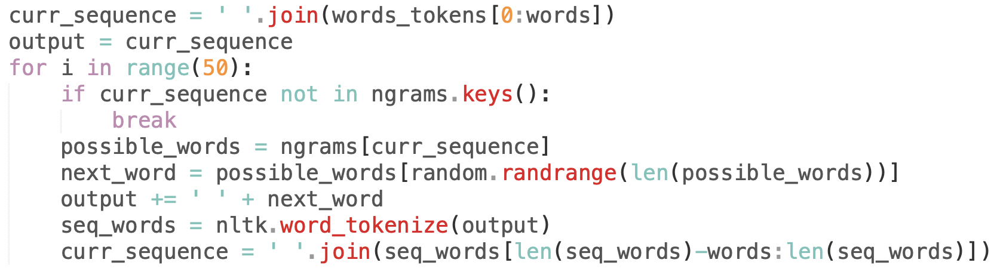 curr_sequence = ' '.join(words_tokens[0:words])
output = curr_sequence
for i in range(50):
    if curr_sequence not in ngrams.keys():
        break
    possible_words = ngrams[curr_sequence]
    next_word = possible_words[random.randrange(len(possible_words))]
    output += ' ' + next_word
    seq_words = nltk.word_tokenize(output)
    curr_sequence = ' '.join(seq_words[len(seq_words)-words:len(seq_words)])